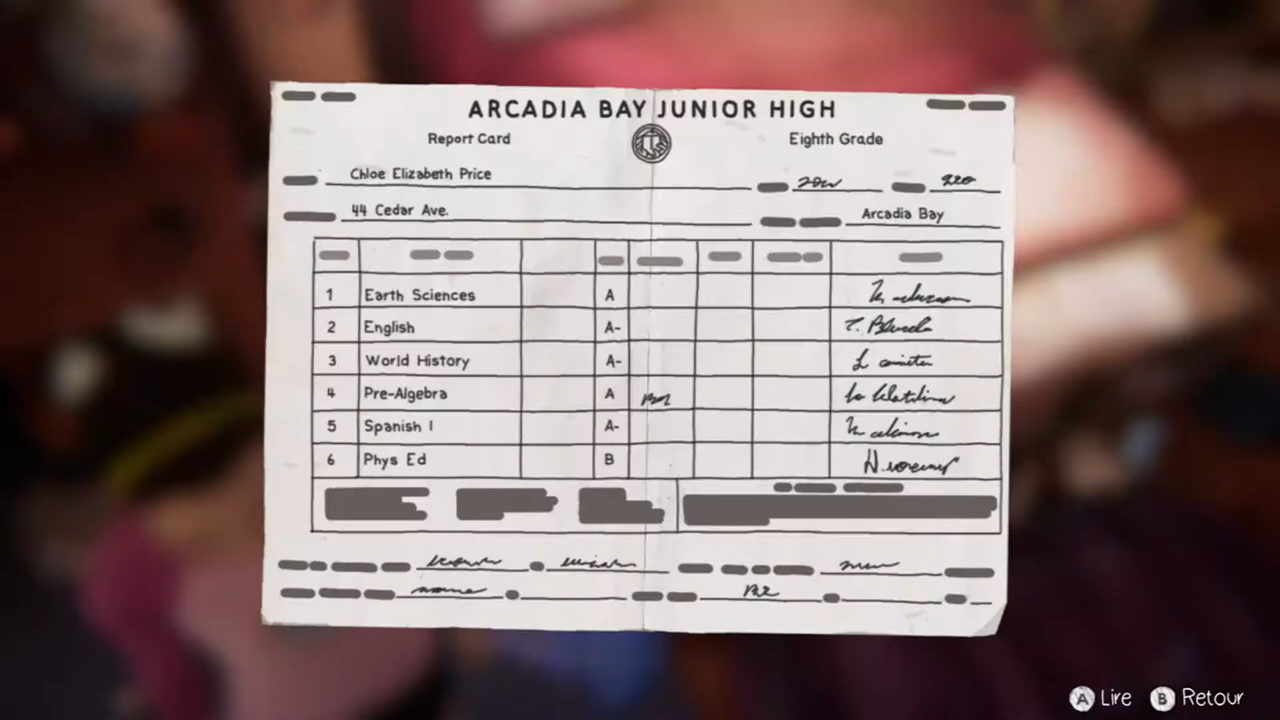 ARCADIA BAY JUNIOR HIGH
Report Card
Eighth Grade
Chloe Elizabeth Price
44 Cedar Ave.
Arcadia Bay
1 Earth Sciences A
2 English A-
3 World History A-
4 Pre-Algebra A
5 Spanish I A-
6 Phys Ed B
A Lire B Retour